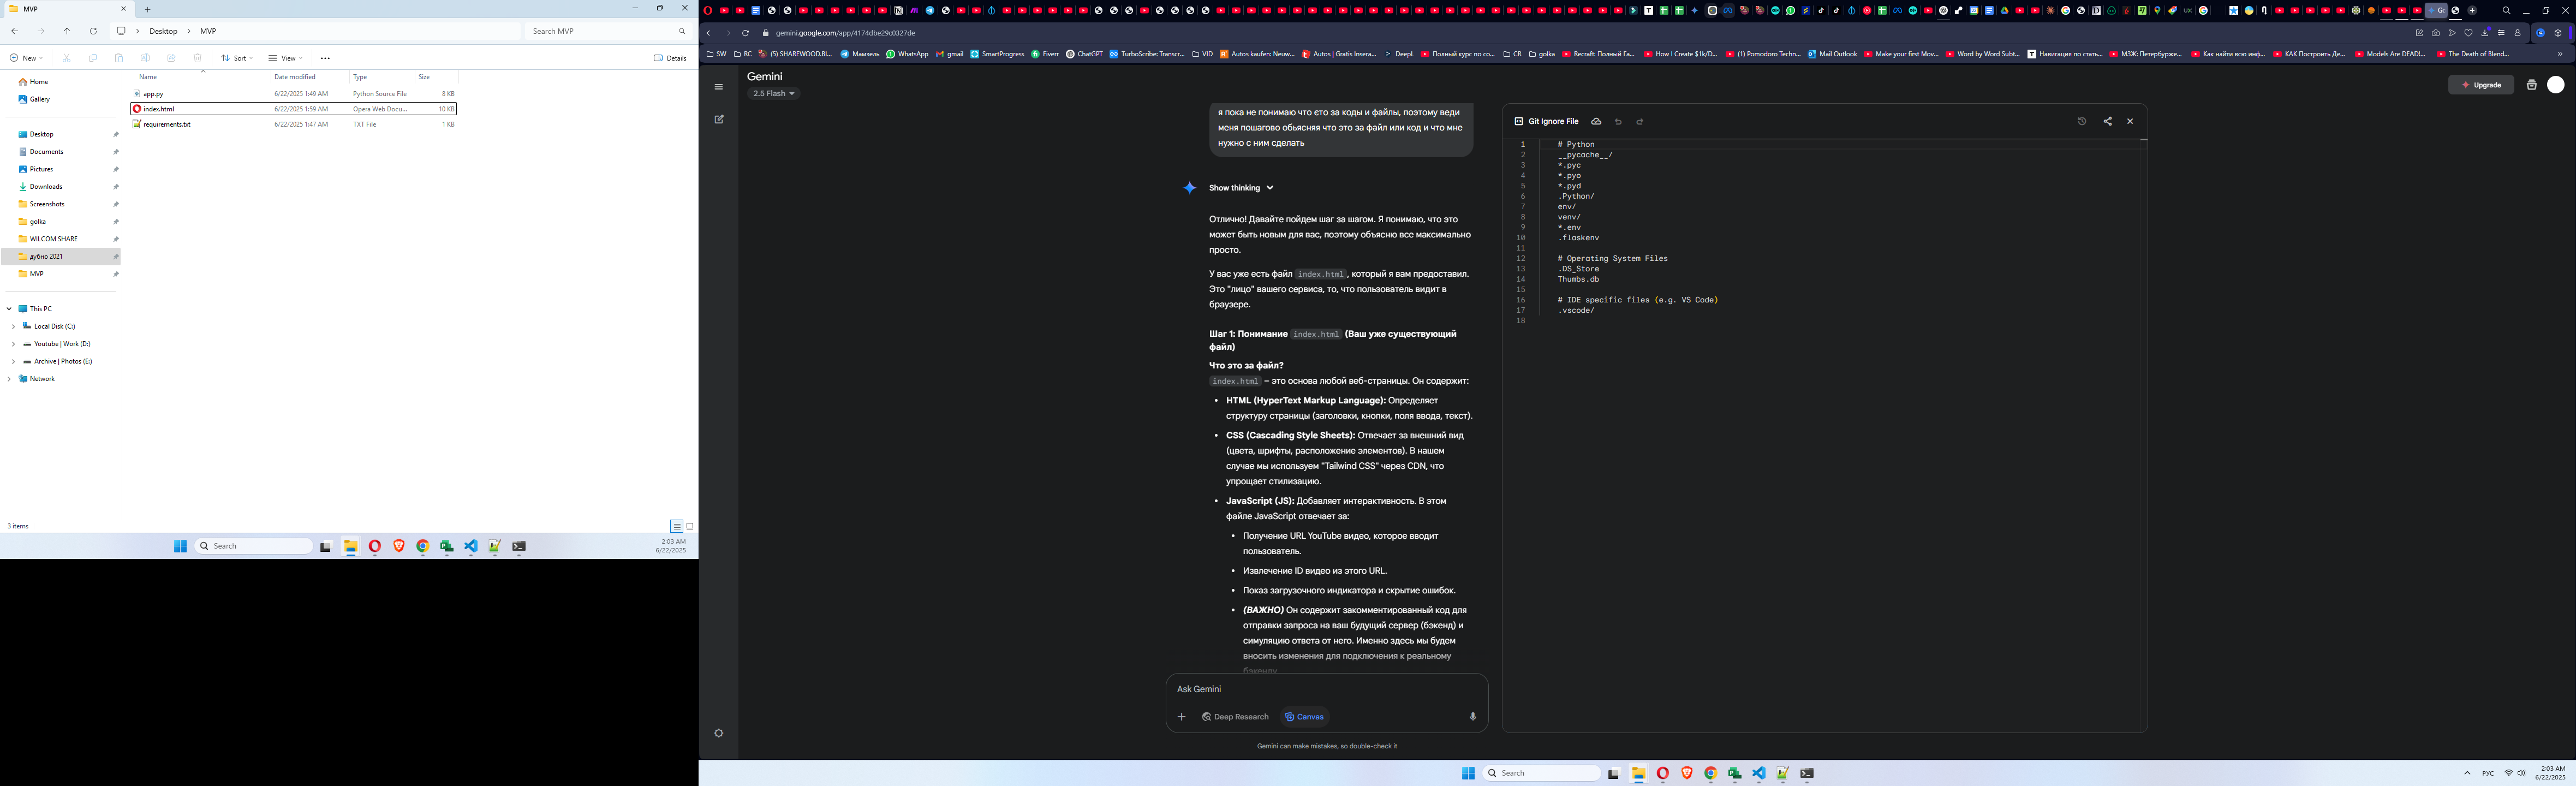 MVP
Desktop > MVP
Search MVP
New
Sort
View
Details
Name
Date modified
Type
Size
app.py 6/22/2025 1:49 AM Python Source File 8 KB
index.html 6/22/2025 1:59 AM Opera Web Docu... 10 KB
requirements.txt 6/22/2025 1:47 AM TXT File 1 KB
Home
Gallery
Desktop
Documents
Pictures
Downloads
Screenshots
golka
WILCOM SHARE
дубно 2021
MVP
This PC
Local Disk (C:)
Youtube | Work (D:)
Archive | Photos (E:)
Network
3 items
Search
2:03 AM
6/22/2025
gemini.google.com/app/4174dbe29c0327de
SW
RC
(5) SHAREWOOD.BI...
Мамзель
WhatsApp
gmail
SmartProgress
Fiverr
ChatGPT
TurboScribe: Transcr...
VID
Autos kaufen: Neuw...
Autos | Gratis Insera...
DeepL
Полный курс по со...
CR
golka
Recraft: Полный Га...
How I Create $1k/D...
(1) Pomodoro Techn...
Mail Outlook
Make your first Mov...
Word by Word Subt...
Навигация по стать...
МЗЖ: Петербурже...
Как найти всю инф...
КАК Построить Де...
Models Are DEAD!...
The Death of Blend...
Gemini
2.5 Flash
Upgrade
я пока не понимаю что єто за коды и файлы, поэтому веди
меня пошагово обьясняя что это за файл или код и что мне
нужно с ним сделать
Show thinking
Отлично! Давайте пойдем шаг за шагом. Я понимаю, что это
может быть новым для вас, поэтому объясню все максимально
просто.
У вас уже есть файл index.html, который я вам предоставил.
Это "лицо" вашего сервиса, то, что пользователь видит в
браузере.
Шаг 1: Понимание index.html (Ваш уже существующий
файл)
Что это за файл?
index.html – это основа любой веб-страницы. Он содержит:
• HTML (HyperText Markup Language): Определяет
структуру страницы (заголовки, кнопки, поля ввода, текст).
• CSS (Cascading Style Sheets): Отвечает за внешний вид
(цвета, шрифты, расположение элементов). В нашем
случае мы используем "Tailwind CSS" через CDN, что
упрощает стилизацию.
• JavaScript (JS): Добавляет интерактивность. В этом
файле JavaScript отвечает за:
• Получение URL YouTube видео, которое вводит
пользователь.
• Извлечение ID видео из этого URL.
• Показ загрузочного индикатора и скрытие ошибок.
• (ВАЖНО) Он содержит закомментированный код для
отправки запроса на ваш будущий сервер (бэкенд) и
симуляцию ответа от него. Именно здесь мы будем
вносить изменения для подключения к реальному
бэкенду.
Ask Gemini
Deep Research
Canvas
Gemini can make mistakes, so double-check it
Git Ignore File
1 # Python
2 __pycache__/
3 *.pyc
4 *.pyo
5 *.pyd
6 .Python/
7 env/
8 venv/
9 *.env
10 .flaskenv
11
12 # Operating System Files
13 .DS_Store
14 Thumbs.db
15
16 # IDE specific files (e.g. VS Code)
17 .vscode/
18
Search
РУС
2:03 AM
6/22/2025